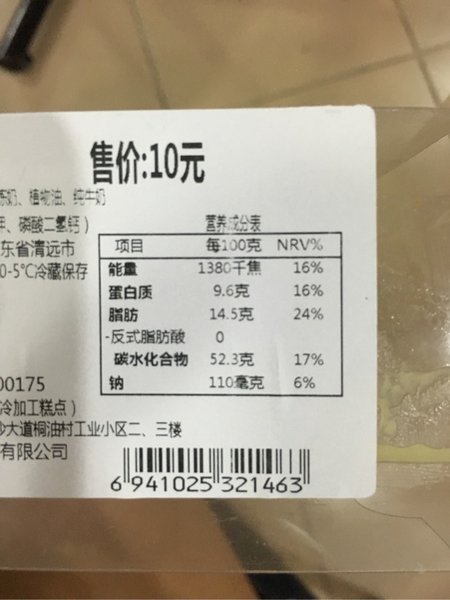 售价:10元
奶、植物油、纯牛奶
磷酸二氢钙）
营养成分表
东省清远市
项目 每100克 NRV%
0-5℃冷藏保存
能量 1380千焦 16%
蛋白质 9.6克 16%
脂肪 14.5克 24%
-反式脂肪酸 0
碳水化合物 52.3克 17%
钠 110毫克 6%
00175
冷加工糕点）
大道桐油村工业小区二、三楼
有限公司
6 941025 321463